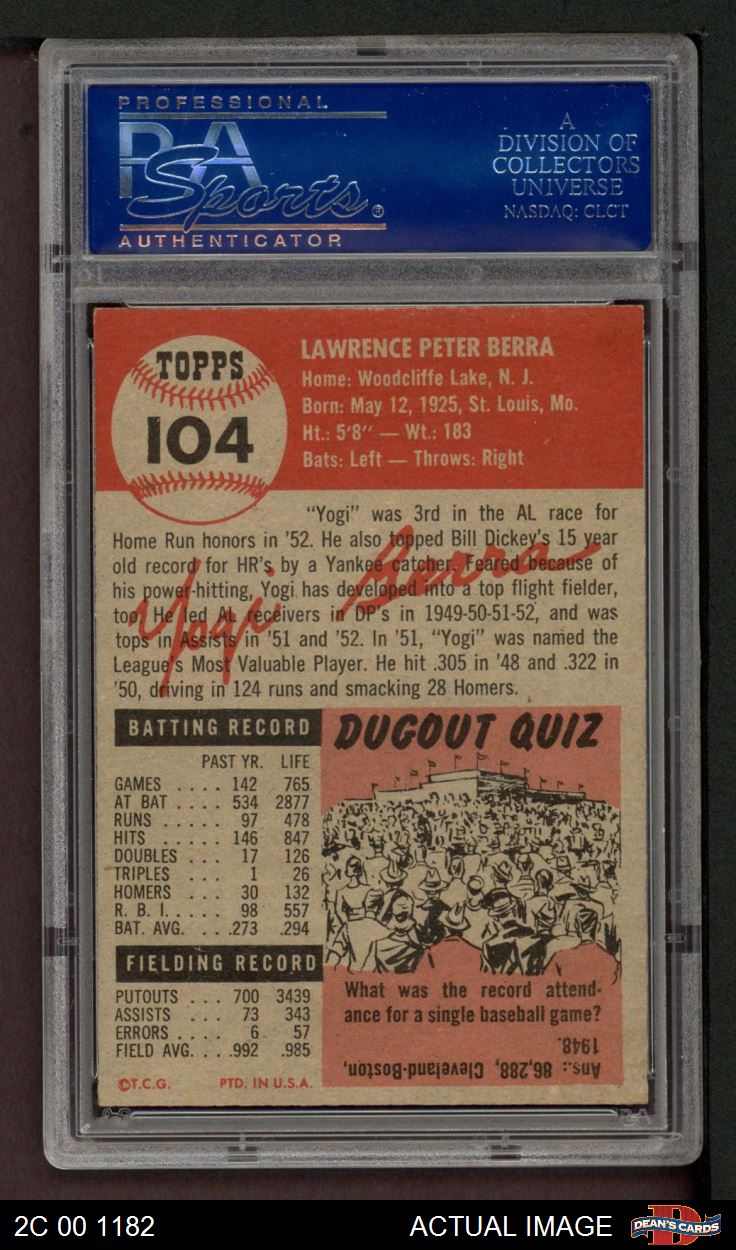 PROFESSIONAL
PSA
Sports®
AUTHENTICATOR
A
DIVISION OF
COLLECTORS
UNIVERSE
NASDAQ: CLCT
TOPPS
104
LAWRENCE PETER BERRA
Home: Woodcliffe Lake, N. J.
Born: May 12, 1925, St. Louis, Mo.
Ht.: 5'8" — Wt.: 183
Bats: Left — Throws: Right
"Yogi" was 3rd in the AL race for
Home Run honors in '52. He also topped Bill Dickey's 15 year
old record for HR's by a Yankee catcher. Feared because of
his power-hitting, Yogi has developed into a top flight fielder,
too. He led AL receivers in DP's in 1949-50-51-52, and was
tops in Assists in '51 and '52. In '51, "Yogi" was named the
League's Most Valuable Player. He hit .305 in '48 and .322 in
'50, driving in 124 runs and smacking 28 Homers.
Yogi Berra
BATTING RECORD
PAST YR. LIFE
GAMES .... 142 765
AT BAT .... 534 2877
RUNS ..... 97 478
HITS ..... 146 847
DOUBLES ... 17 126
TRIPLES ... 1 26
HOMERS ... 30 132
R. B. I. .... 98 557
BAT. AVG. ... .273 .294
FIELDING RECORD
PUTOUTS ... 700 3439
ASSISTS ... 73 343
ERRORS .... 6 57
FIELD AVG. .. .992 .985
©T.C.G. PTD. IN U.S.A.
DUGOUT QUIZ
What was the record attend-
ance for a single baseball game?
Ans.: 86,288, Cleveland-Boston,
1948.
2C 00 1182
ACTUAL IMAGE
DEAN'S CARDS